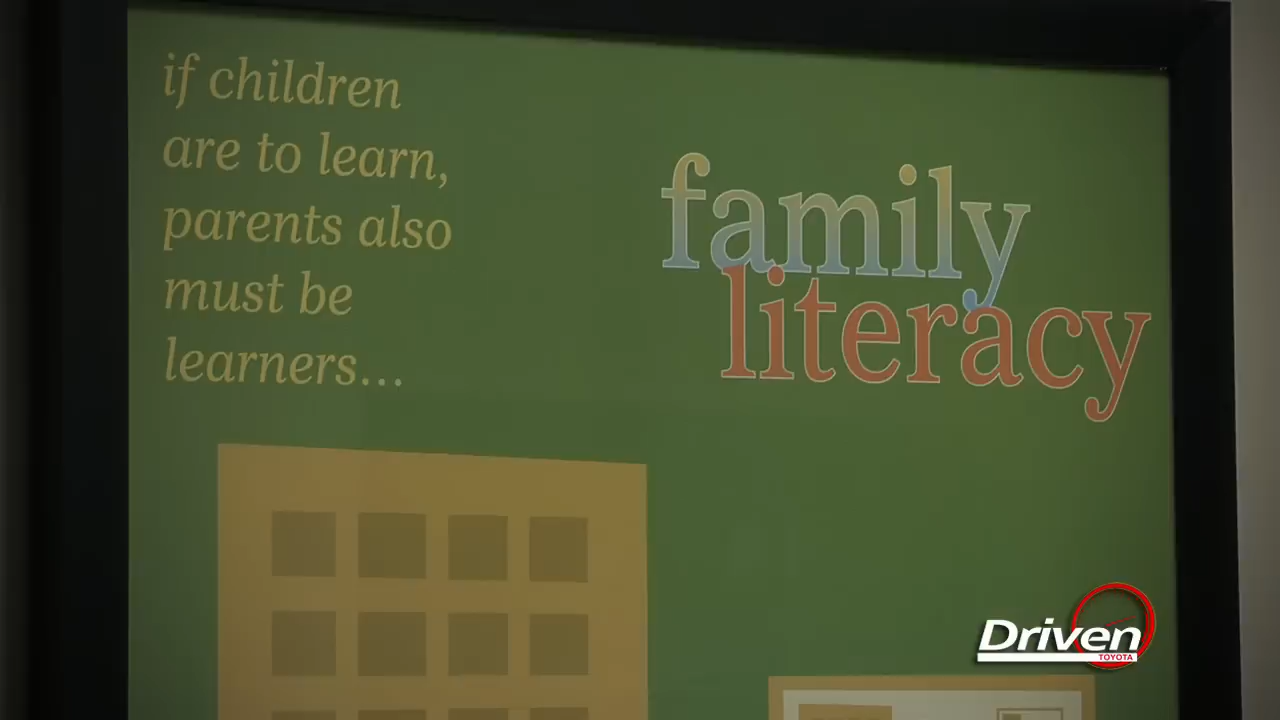 if children
are to learn,
parents also
must be
learners...
family
literacy
Driven
TOYOTA